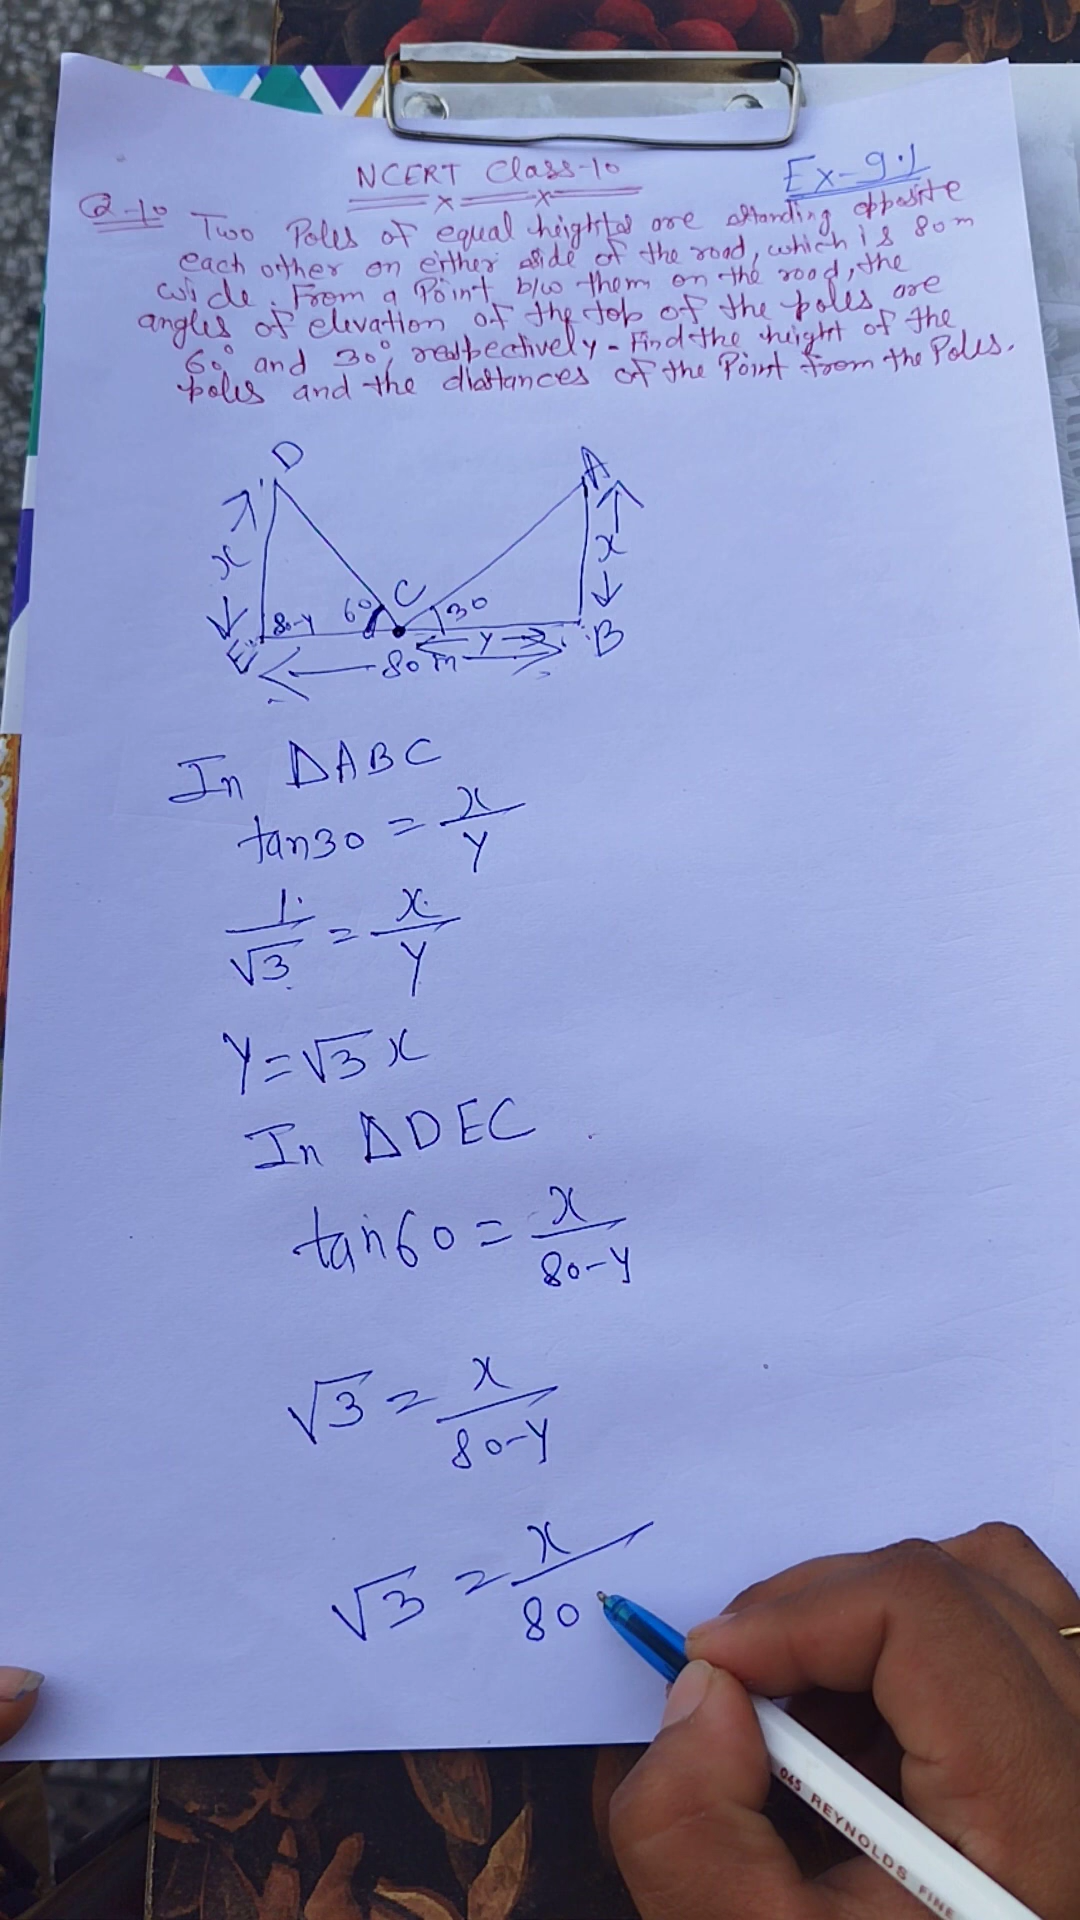 NCERT Class-10
Ex-9.1
Q-10 Two Poles of equal heights are standing opposite
each other on either side of the road, which is 80m
wide. From a Point b/w them on the road, the
angles of elevation of the top of the poles are
60° and 30°, respectively. Find the height of the
poles and the distances of the Point from the Poles.
D A
x x
C
80-y 60 30
E y B
80 m
In ΔABC
tan30 = x/y
1/√3 = x/y
y=√3x
In ΔDEC
tan60 = x/80-y
√3 = x/80-y
√3 = x/80
045 REYNOLDS FINE